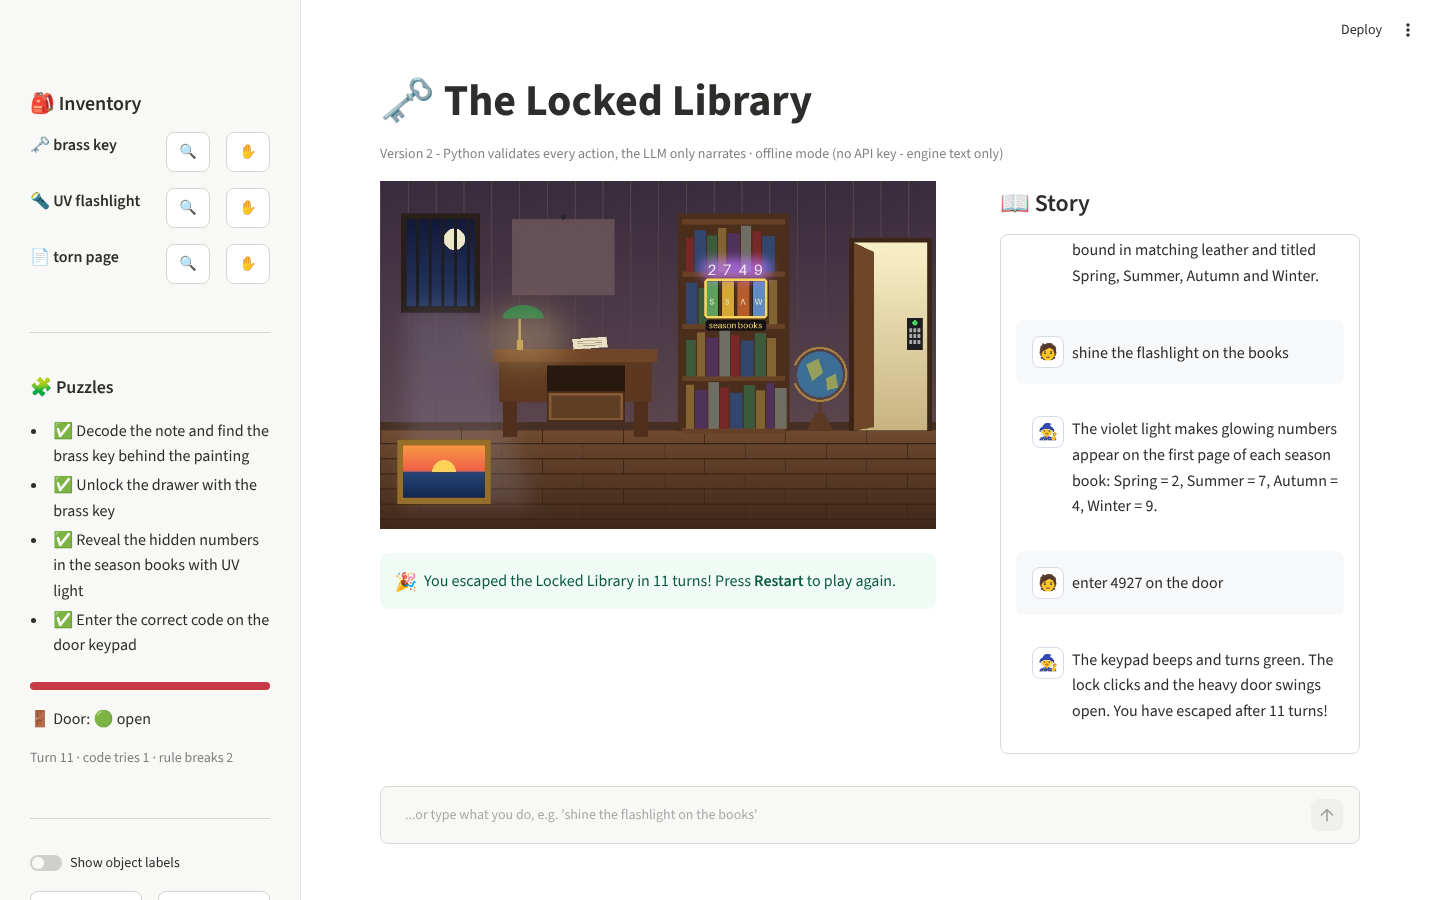 Deploy
🎒 Inventory
🗝️ brass key
🔦 UV flashlight
📄 torn page
🧩 Puzzles
✅ Decode the note and find the
brass key behind the painting
✅ Unlock the drawer with the
brass key
✅ Reveal the hidden numbers
in the season books with UV
light
✅ Enter the correct code on the
door keypad
🚪 Door: 🟢 open
Turn 11 · code tries 1 · rule breaks 2
Show object labels
🗝️ The Locked Library
Version 2 - Python validates every action, the LLM only narrates · offline mode (no API key - engine text only)
2 7 4 9
S S A W
season books
🎉 You escaped the Locked Library in 11 turns! Press Restart to play again.
📖 Story
bound in matching leather and titled
Spring, Summer, Autumn and Winter.
shine the flashlight on the books
The violet light makes glowing numbers
appear on the first page of each season
book: Spring = 2, Summer = 7, Autumn =
4, Winter = 9.
enter 4927 on the door
The keypad beeps and turns green. The
lock clicks and the heavy door swings
open. You have escaped after 11 turns!
...or type what you do, e.g. 'shine the flashlight on the books'